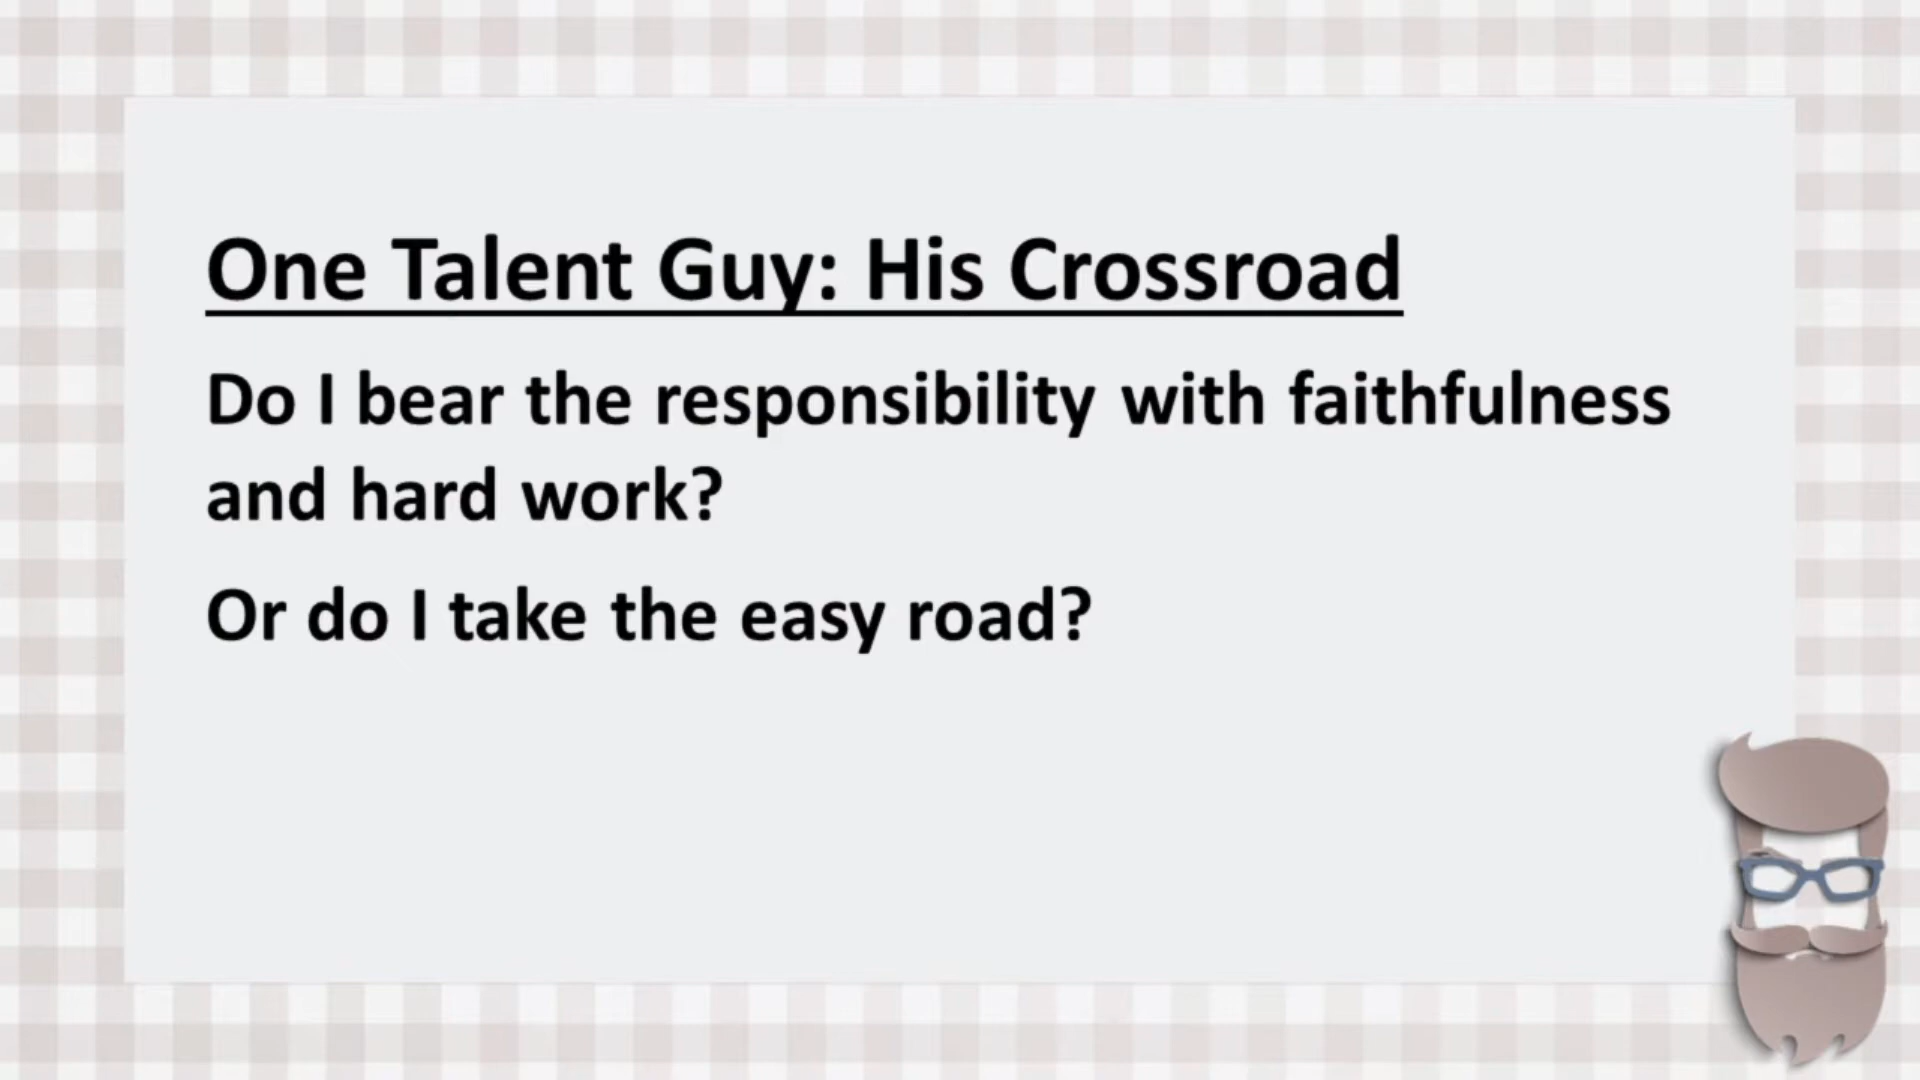 One Talent Guy: His Crossroad
Do I bear the responsibility with faithfulness
and hard work?
Or do I take the easy road?